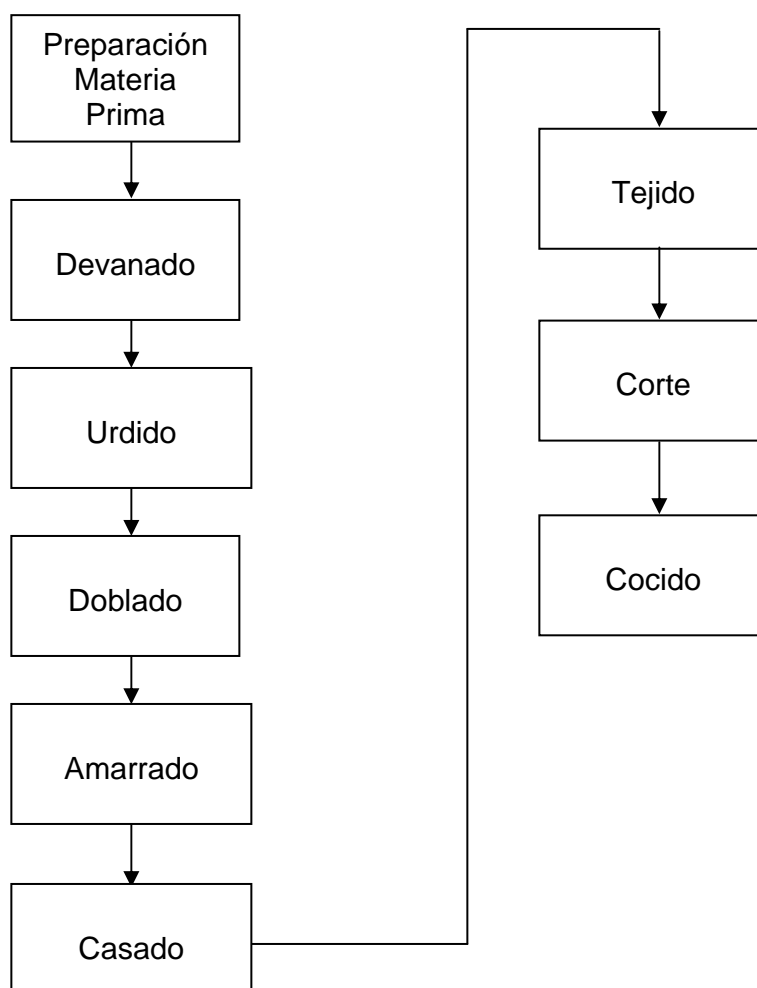 Preparación
Materia
Prima
Devanado
Urdido
Doblado
Amarrado
Casado
Tejido
Corte
Cocido